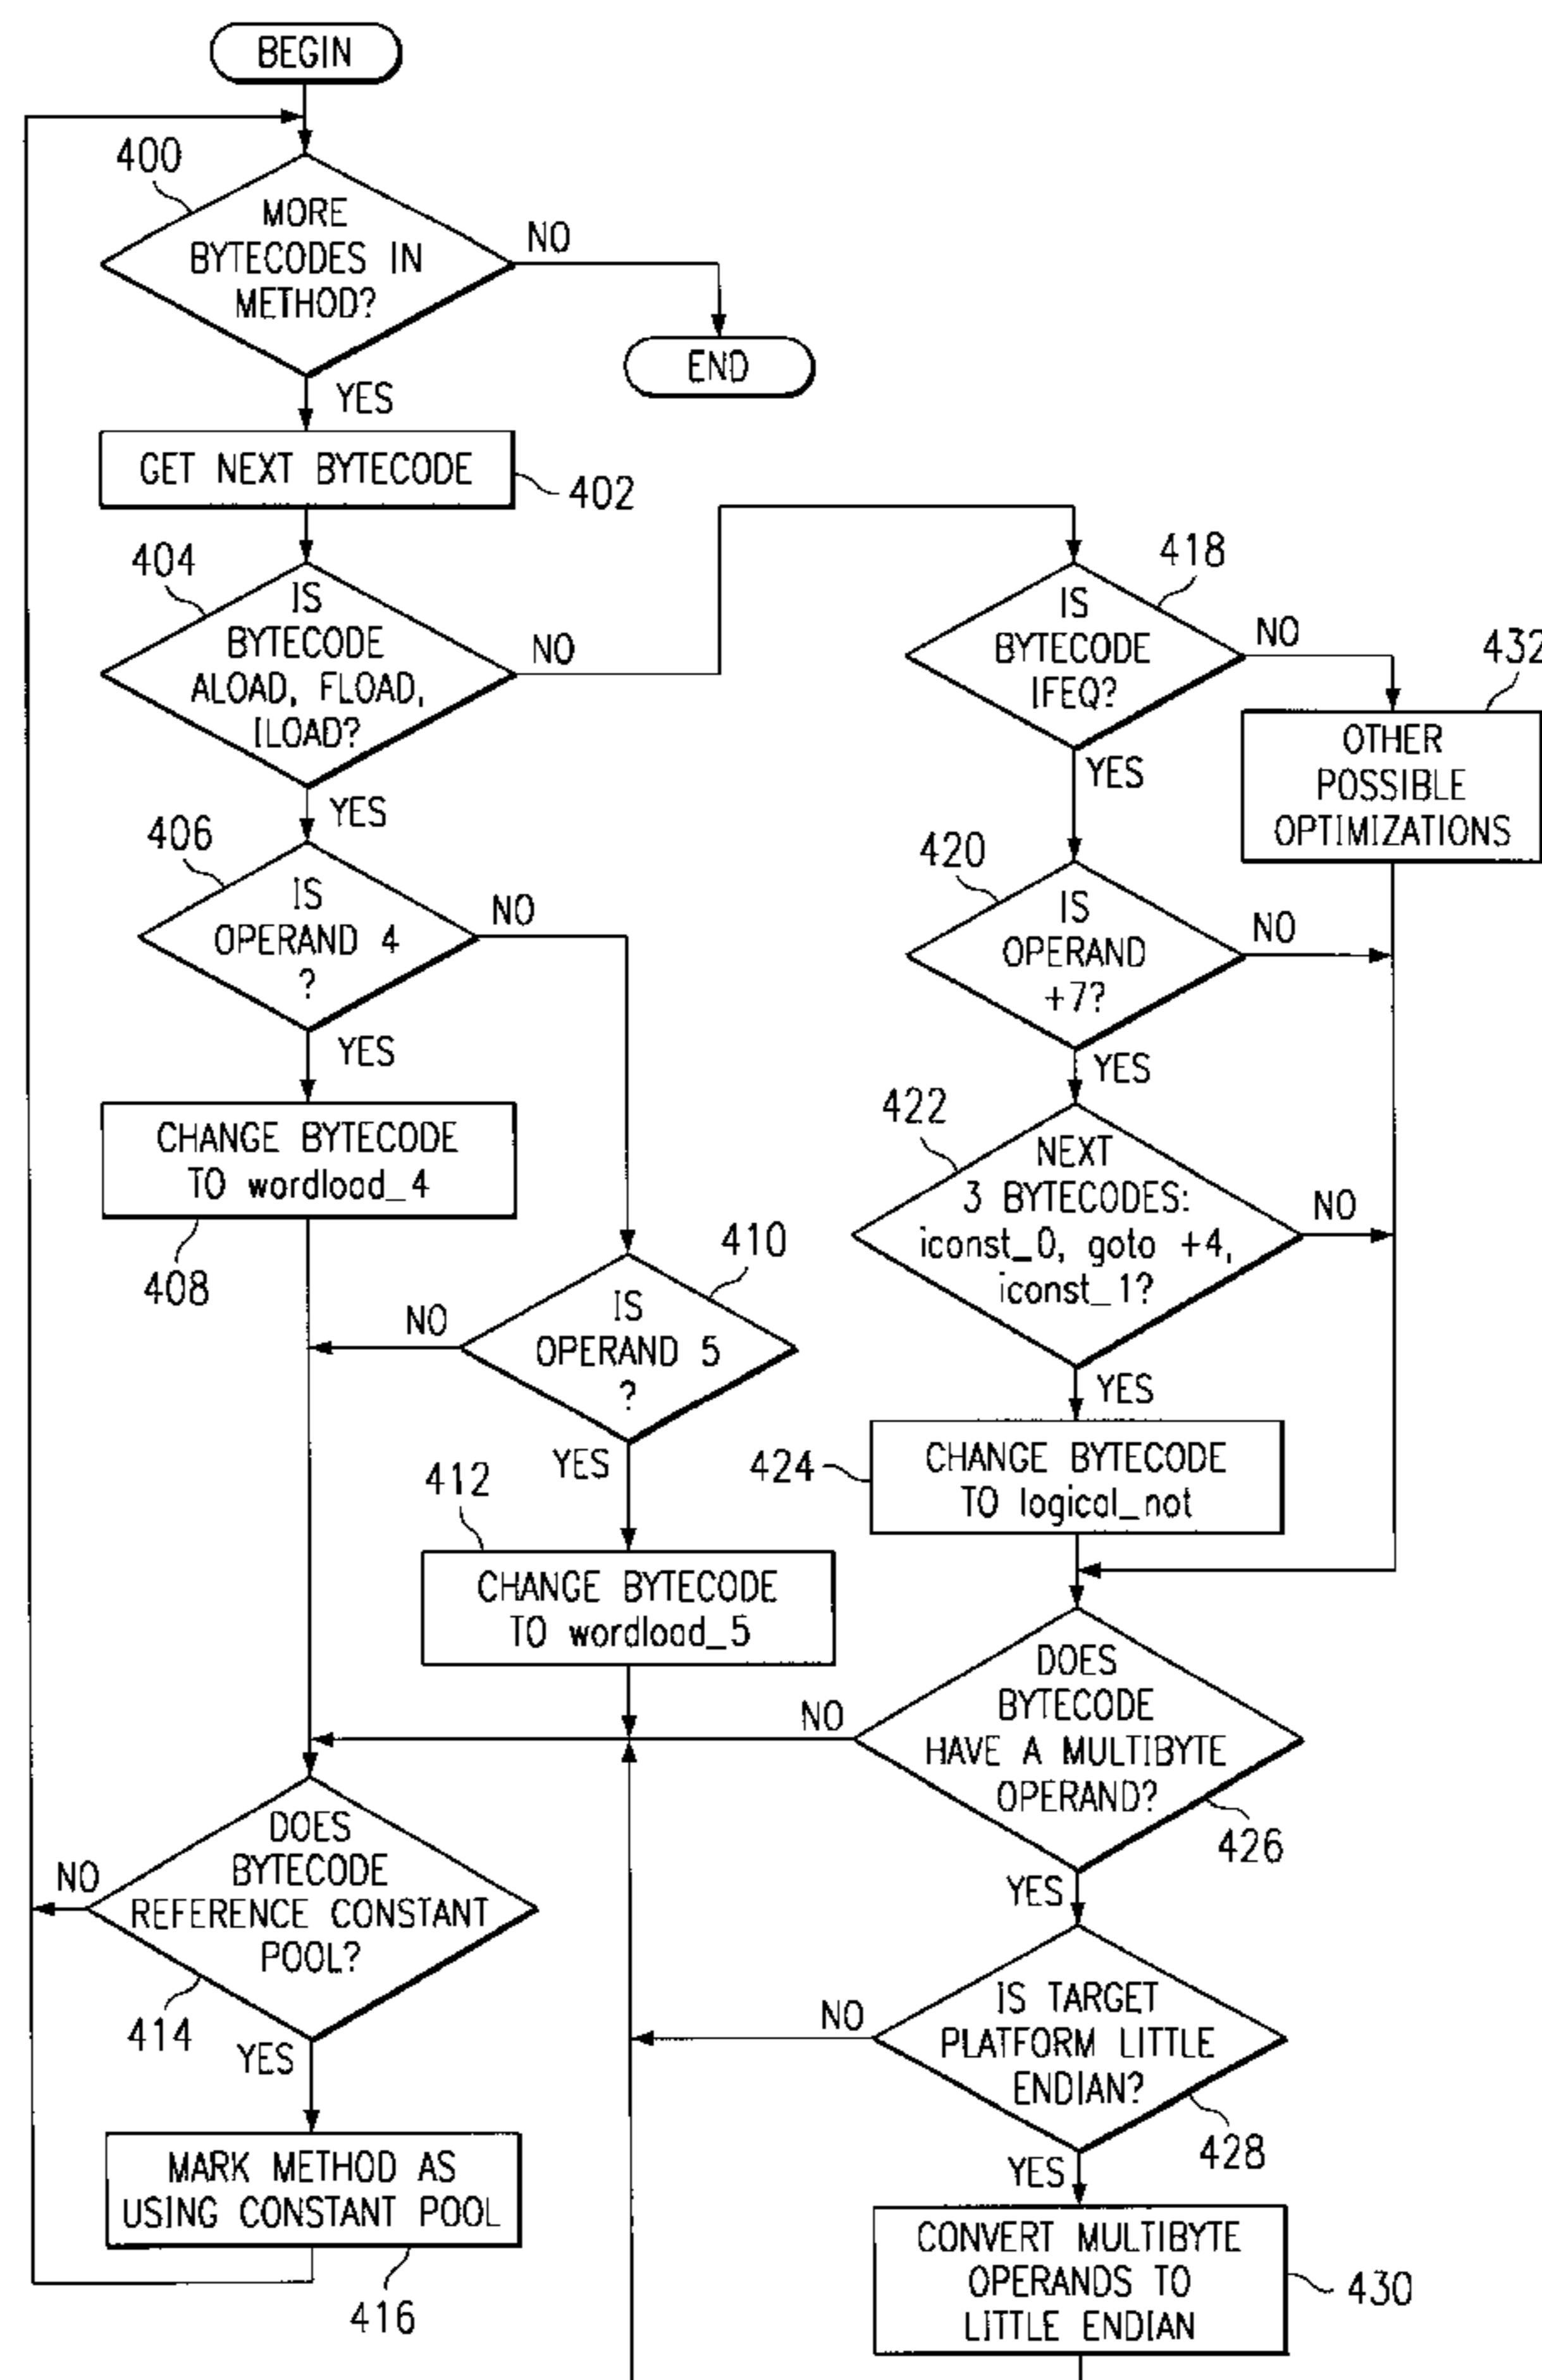 BEGIN
400
MORE
BYTECODES IN
METHOD?
NO
END
YES
GET NEXT BYTECODE
402
404
IS
BYTECODE
ALOAD, FLOAD,
ILOAD?
NO
YES
406
IS
OPERAND 4
?
NO
YES
CHANGE BYTECODE
TO wordload_4
408
410
IS
OPERAND 5
?
NO
YES
412
CHANGE BYTECODE
TO wordload_5
DOES
BYTECODE
REFERENCE CONSTANT
POOL?
NO
414
YES
MARK METHOD AS
USING CONSTANT POOL
416
418
IS
BYTECODE
IFEQ?
NO
432
OTHER
POSSIBLE
OPTIMIZATIONS
YES
420
IS
OPERAND
+7?
NO
YES
422
NEXT
3 BYTECODES:
iconst_0, goto +4,
iconst_1?
NO
YES
424
CHANGE BYTECODE
TO logical_not
DOES
BYTECODE
HAVE A MULTIBYTE
OPERAND?
NO
426
YES
IS TARGET
PLATFORM LITTLE
ENDIAN?
NO
428
YES
CONVERT MULTIBYTE
OPERANDS TO
LITTLE ENDIAN
430